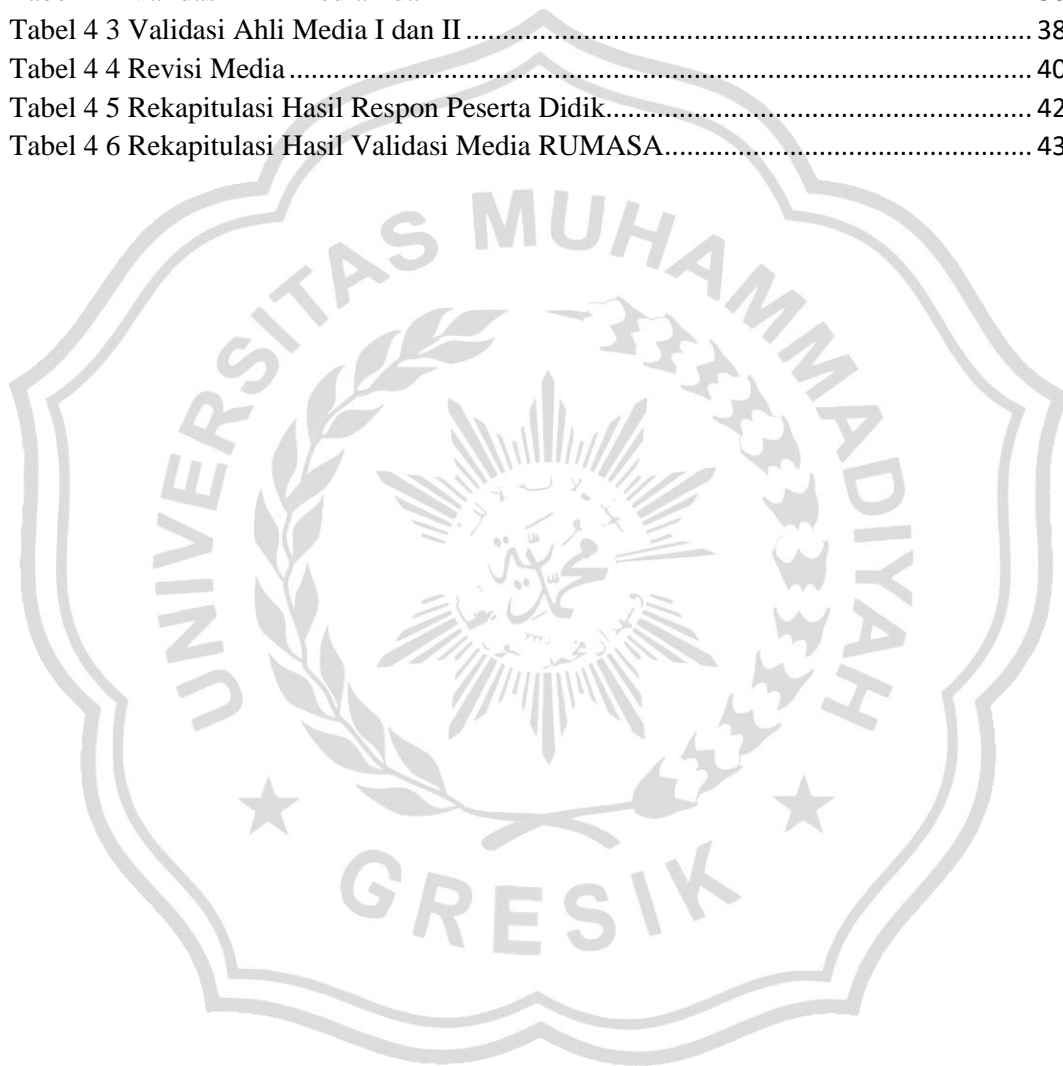 Tabel 4 3 Validasi Ahli Media I dan II ........ 38
Tabel 4 4 Revisi Media ........ 40
Tabel 4 5 Rekapitulasi Hasil Respon Peserta Didik ........ 42
Tabel 4 6 Rekapitulasi Hasil Validasi Media RUMASA ........ 43
UNIVERSITAS MUHAMMADIYAH
GRESIK